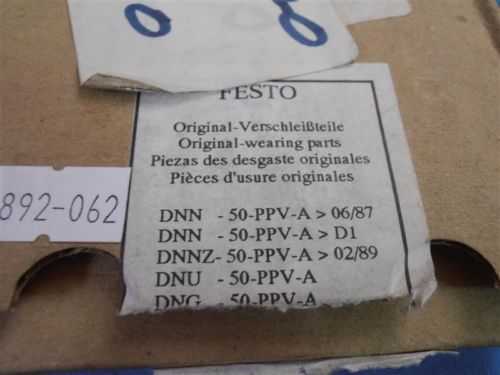 FESTO
Original-Verschleißteile
Original-wearing parts
Piezas des desgaste originales
Pièces d'usure originales
892-062
DNN - 50-PPV-A > 06/87
DNN - 50-PPV-A > D1
DNNZ- 50-PPV-A > 02/89
DNU - 50-PPV-A
DNG - 50-PPV-A